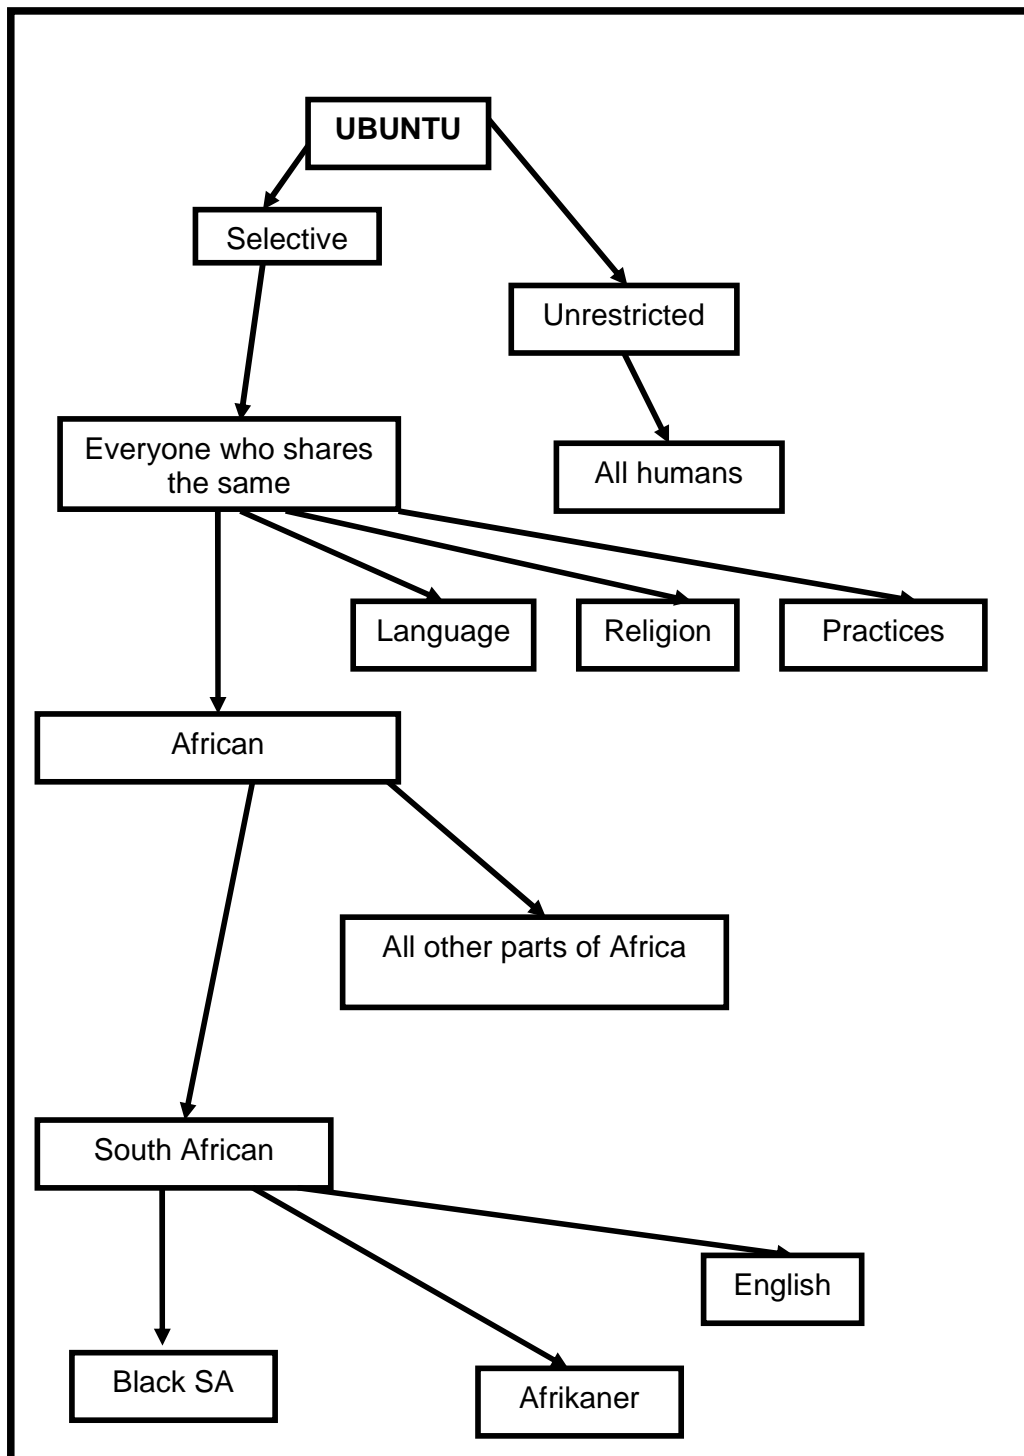 UBUNTU
Selective
Unrestricted
Everyone who shares
the same
All humans
Language
Religion
Practices
African
All other parts of Africa
South African
English
Black SA
Afrikaner